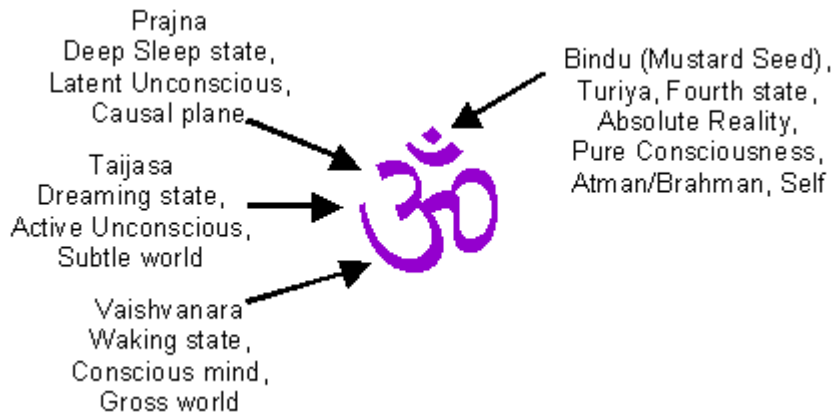 Prajna
Deep Sleep state,
Latent Unconscious,
Causal plane
Taijasa
Dreaming state,
Active Unconscious,
Subtle world
Vaishvanara
Waking state,
Conscious mind,
Gross world
ॐ
Bindu (Mustard Seed),
Turiya, Fourth state,
Absolute Reality,
Pure Consciousness,
Atman/Brahman, Self